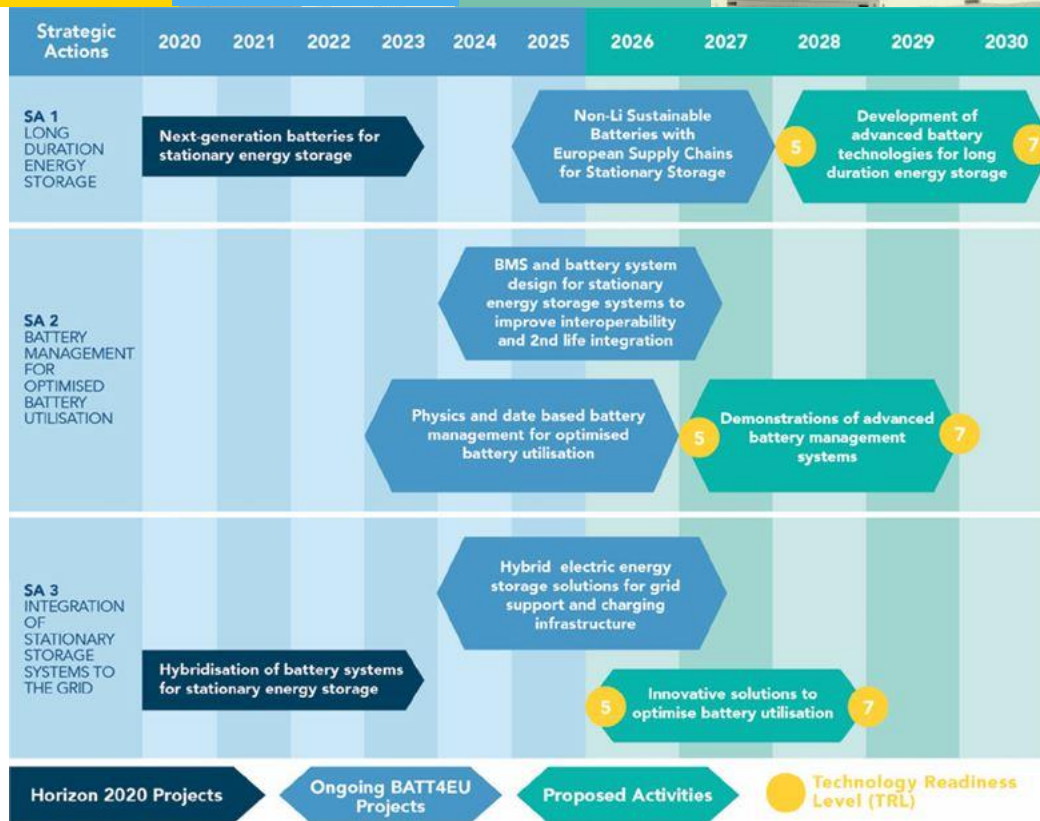 Strategic
Actions
2020
2021
2022
2023
2024
2025
2026
2027
2028
2029
2030
SA 1
LONG
DURATION
ENERGY
STORAGE
Next-generation batteries for
stationary energy storage
Non-Li Sustainable
Batteries with
European Supply Chains
for Stationary Storage
5
Development of
advanced battery
technologies for long
duration energy storage
7
SA 2
BATTERY
MANAGEMENT
FOR
OPTIMISED
BATTERY
UTILISATION
BMS and battery system
design for stationary
energy storage systems to
improve interoperability
and 2nd life integration
Physics and date based battery
management for optimised
battery utilisation
5
Demonstrations of advanced
battery management
systems
7
SA 3
INTEGRATION
OF
STATIONARY
STORAGE
SYSTEMS TO
THE GRID
Hybrid electric energy
storage solutions for grid
support and charging
infrastructure
Hybridisation of battery systems
for stationary energy storage
5
Innovative solutions to
optimise battery utilisation
7
Horizon 2020 Projects
Ongoing BATT4EU
Projects
Proposed Activities
Technology Readiness
Level (TRL)